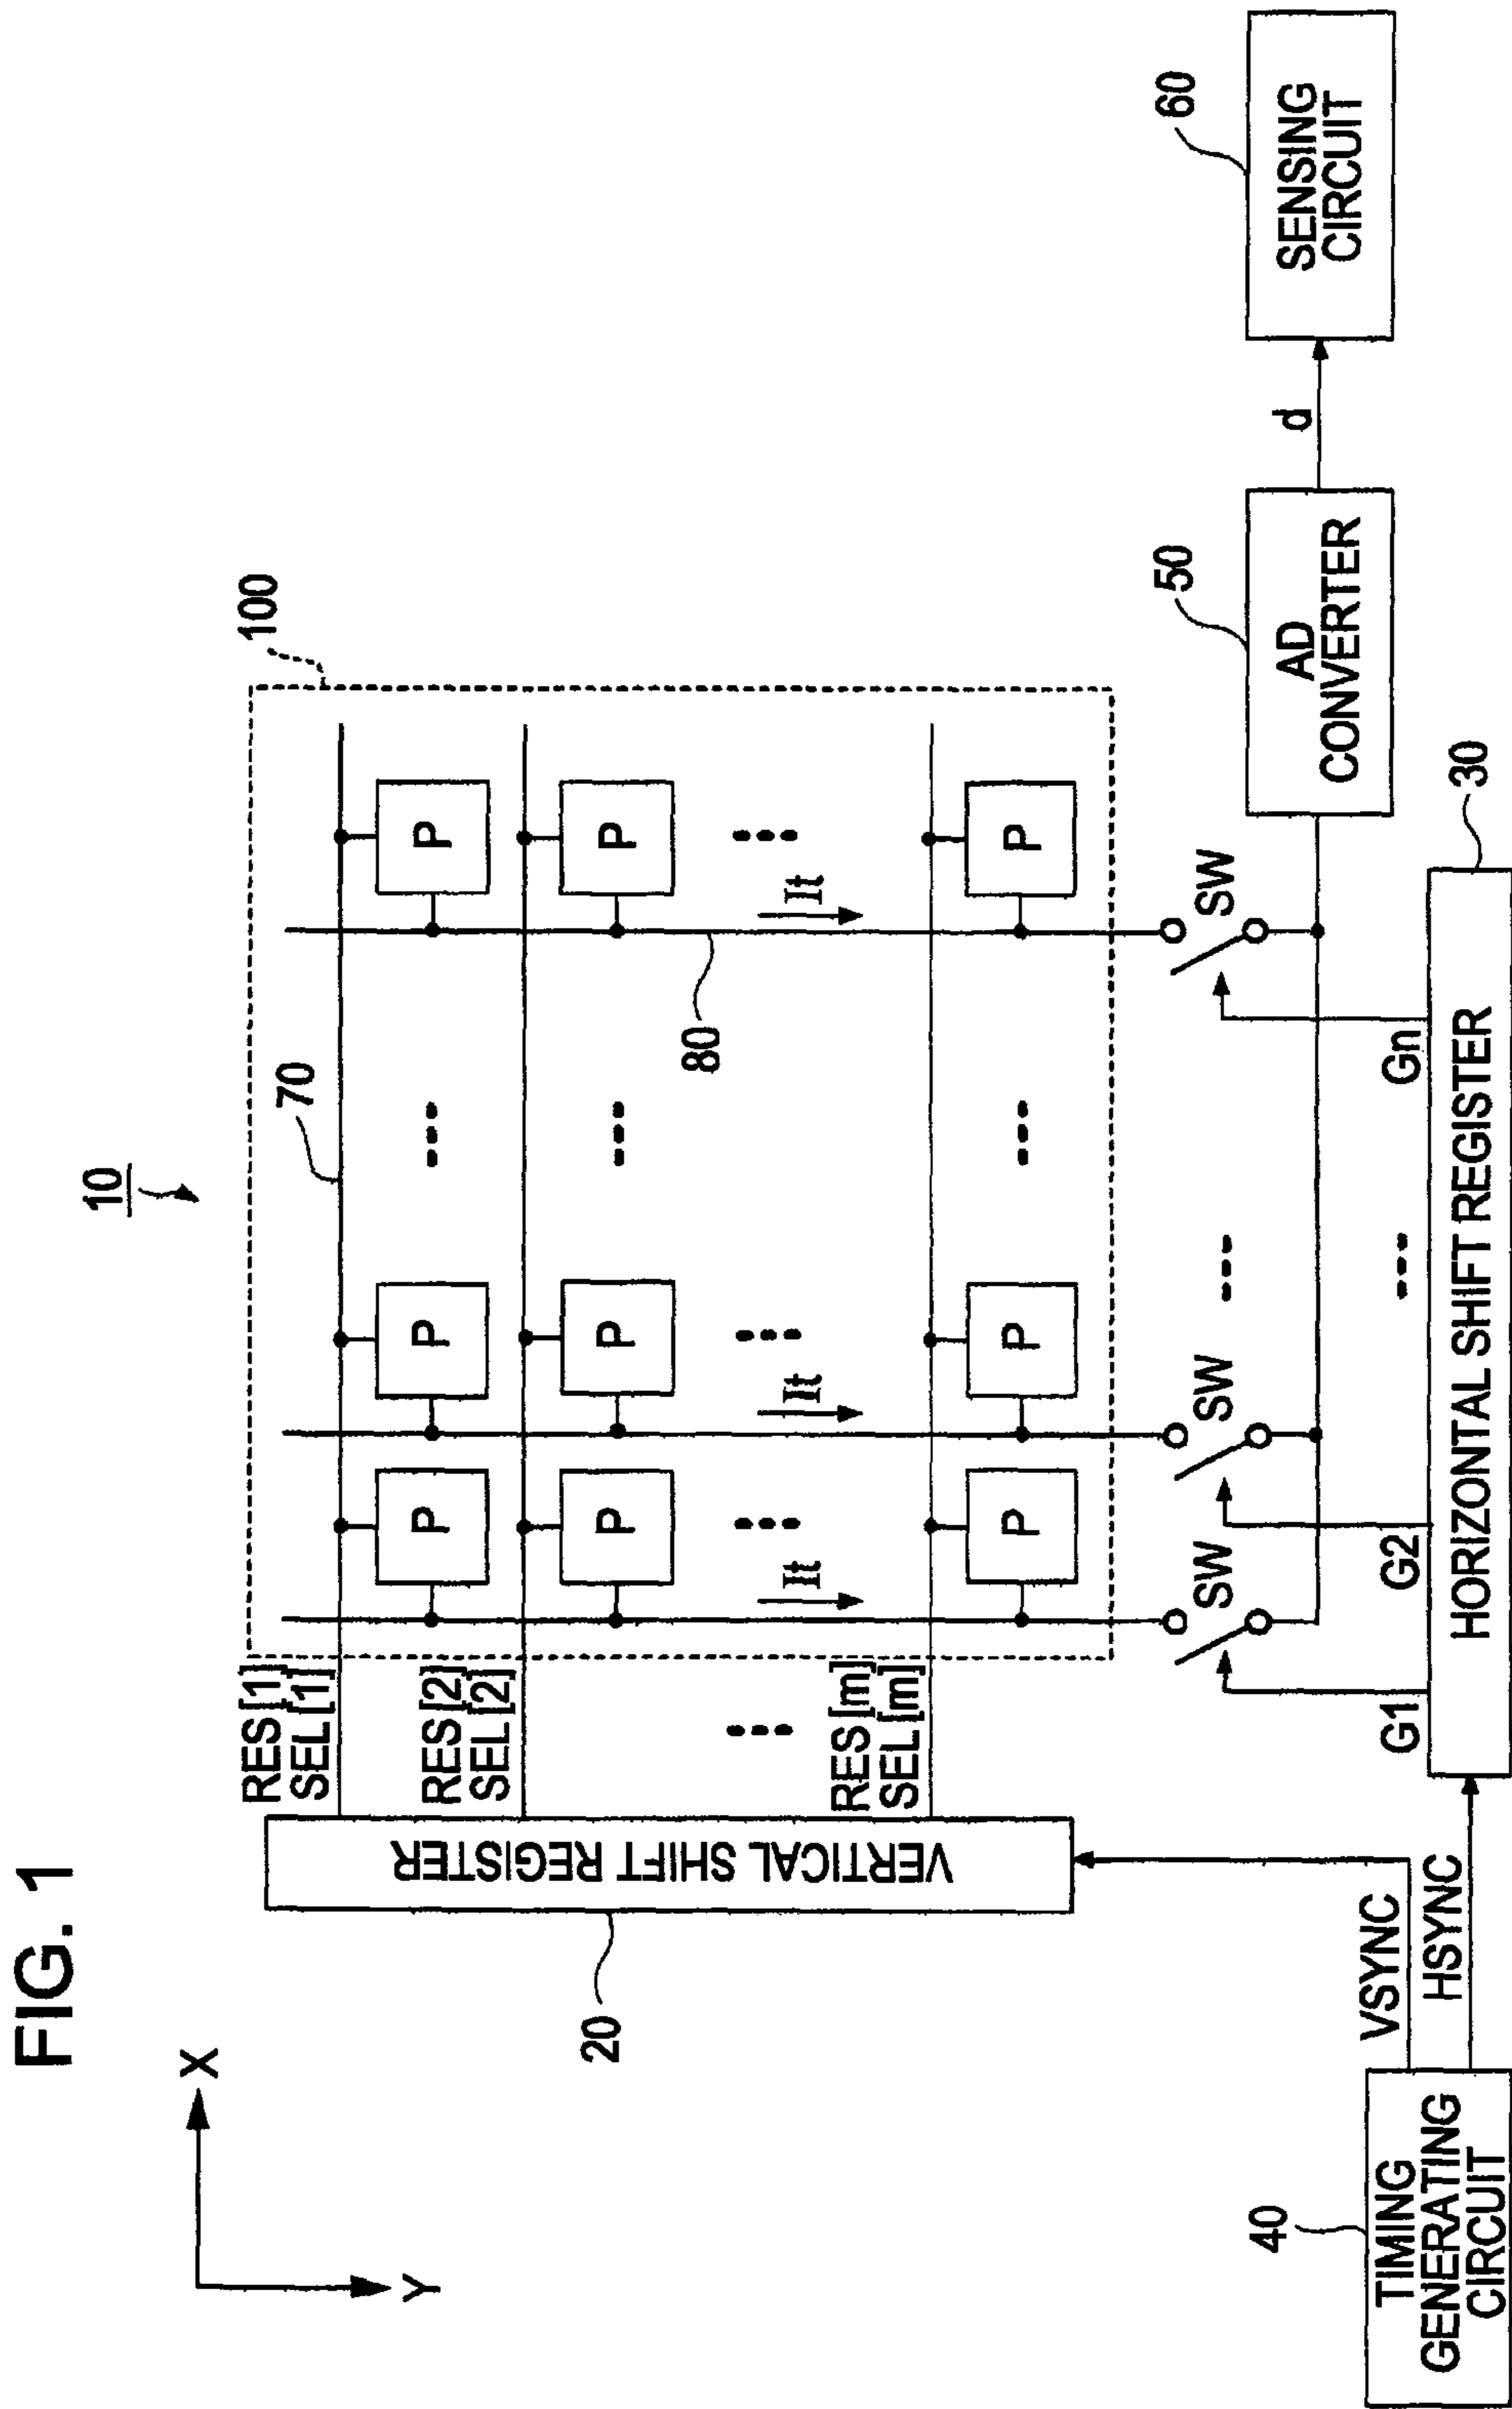 FIG. 1
X
Y
10
100
RES[1]
SEL[1]
70
P
P
P
RES[2]
SEL[2]
P
P
P
It
It
It
80
RES[m]
SEL[m]
P
P
P
VERTICAL SHIFT REGISTER
20
SW
SW
SW
50
60
AD
CONVERTER
d
SENSING
CIRCUIT
G1
G2
Gn
30
HORIZONTAL SHIFT REGISTER
VSYNC
HSYNC
40
TIMING
GENERATING
CIRCUIT